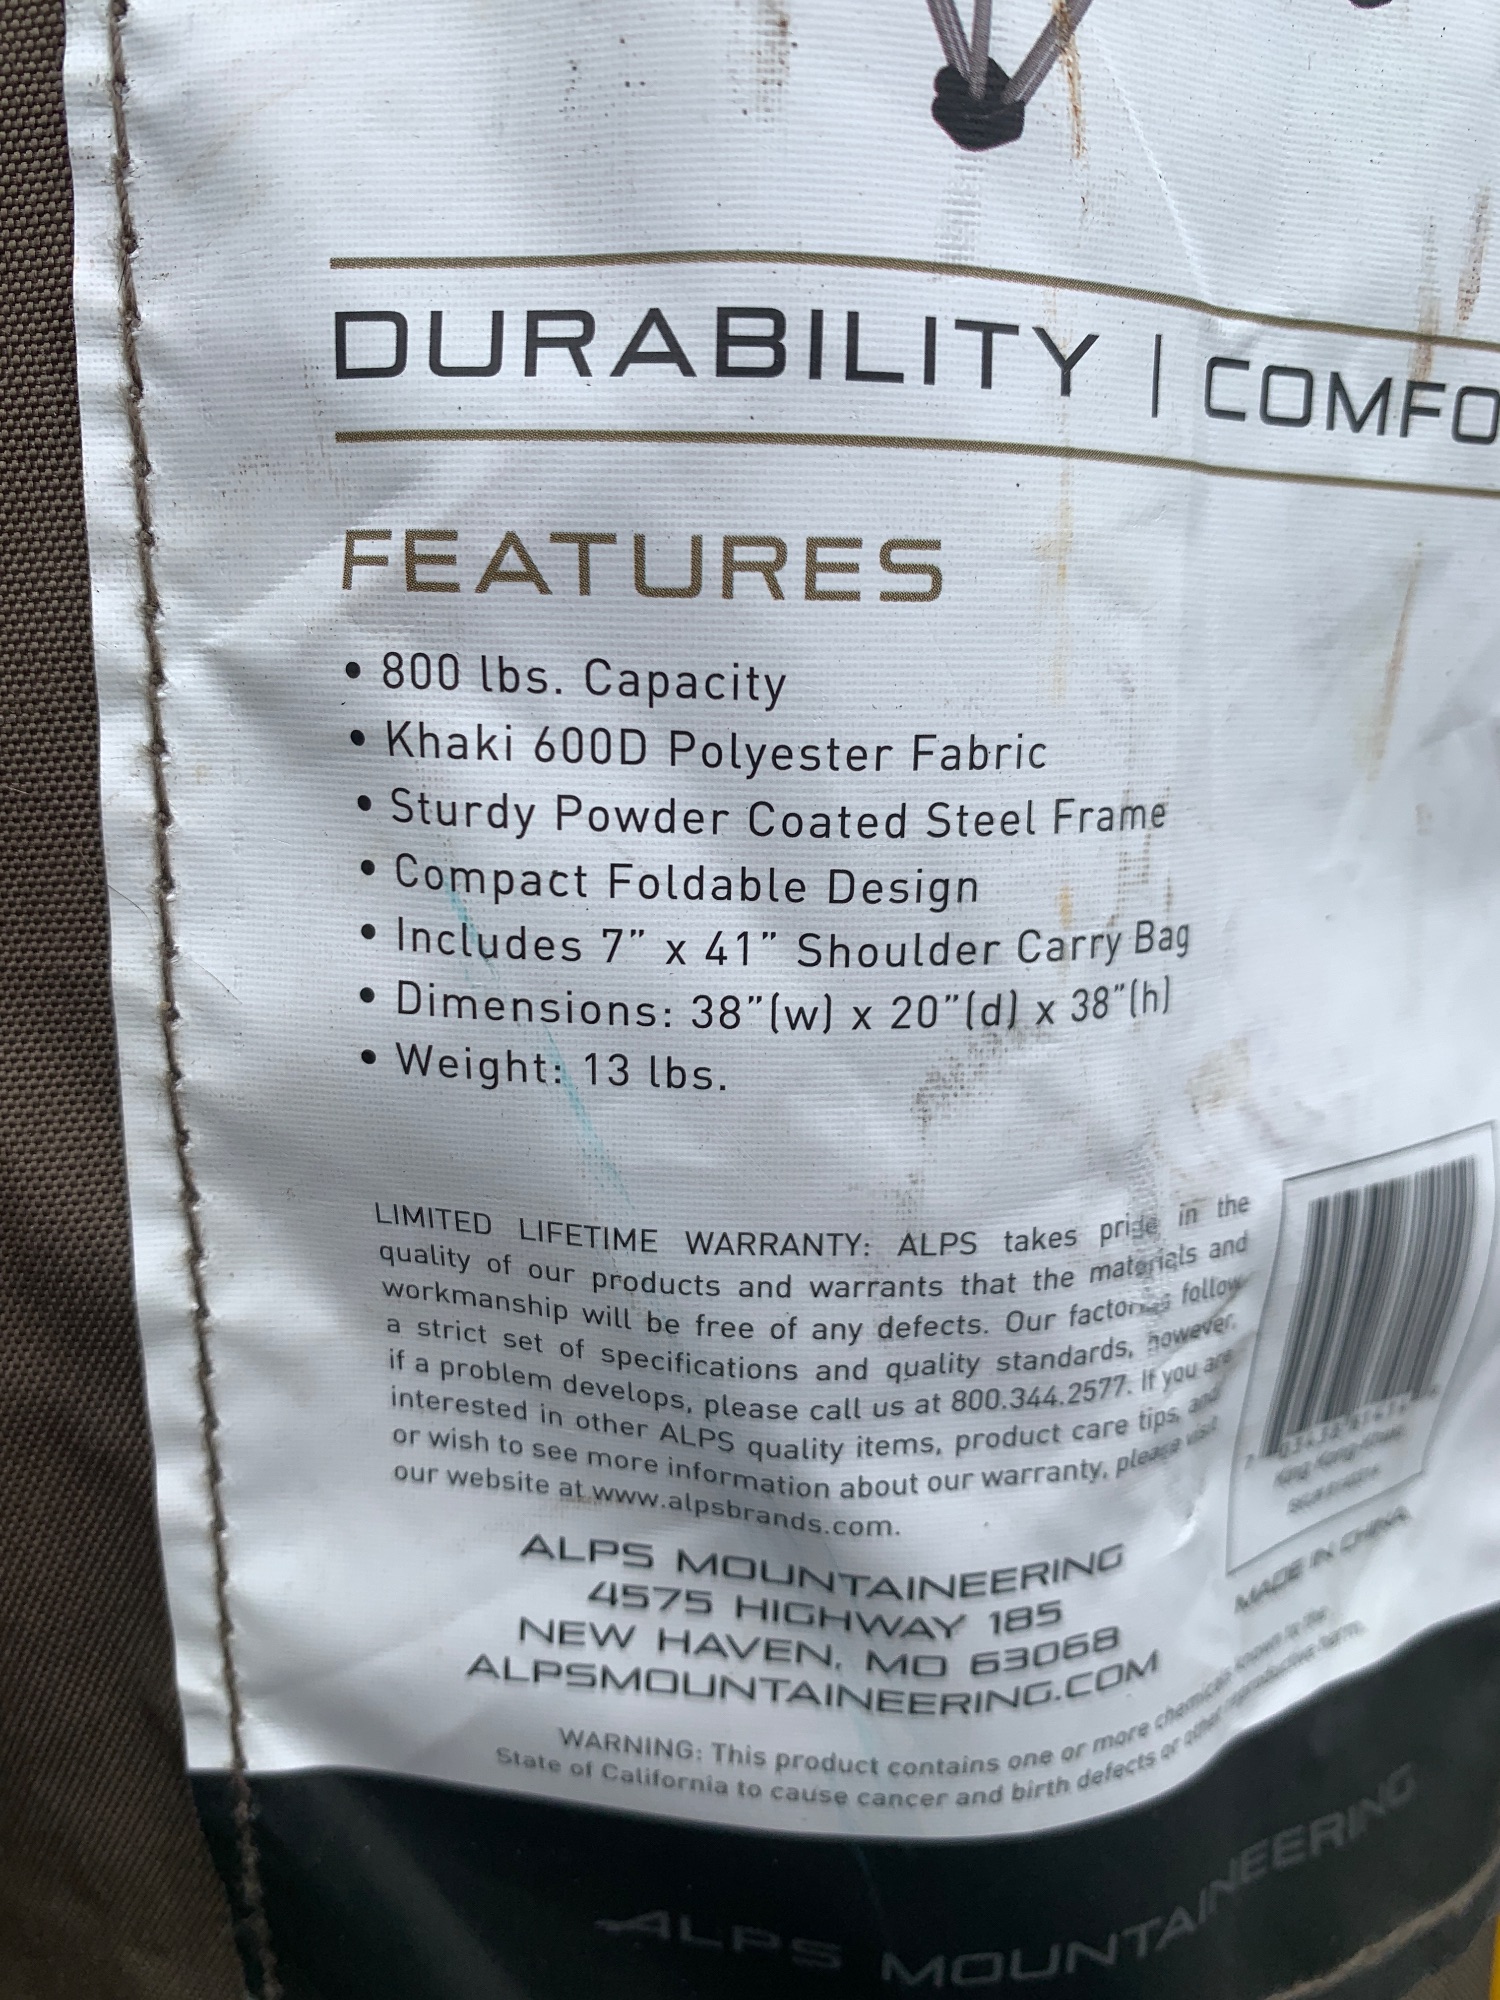 DURABILITY | COMFO
FEATURES
• 800 lbs. Capacity
• Khaki 600D Polyester Fabric
• Sturdy Powder Coated Steel Frame
• Compact Foldable Design
• Includes 7" x 41" Shoulder Carry Bag
• Dimensions: 38"(w) x 20"(d) x 38"(h)
• Weight: 13 lbs.
LIMITED LIFETIME WARRANTY: ALPS takes pride in the
quality of our products and warrants that the materials and
workmanship will be free of any defects. Our factories follow
a strict set of specifications and quality standards, however,
if a problem develops, please call us at 800.344.2577. If you are
interested in other ALPS quality items, product care tips, and
or wish to see more information about our warranty, please visit
our website at www.alpsbrands.com.
ALPS MOUNTAINEERING
4575 HIGHWAY 185
NEW HAVEN, MO 63068
ALPSMOUNTAINEERING.COM
MADE IN CHINA
WARNING: This product contains one or more chemicals known to the
State of California to cause cancer and birth defects or other reproductive harm.
ALPS MOUNTAINEERING